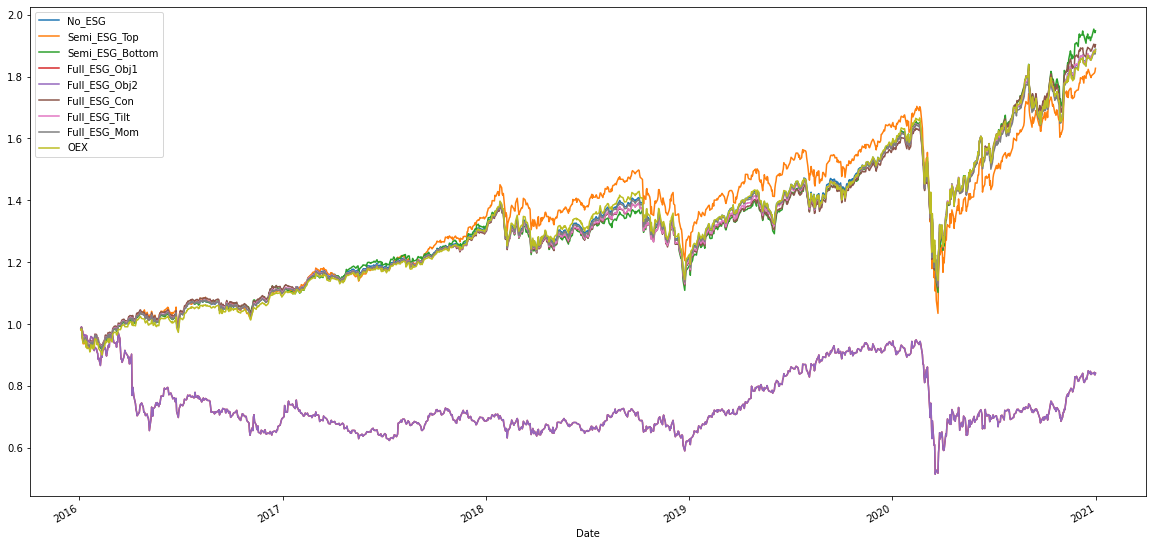 No_ESG
Semi_ESG_Top
Semi_ESG_Bottom
Full_ESG_Obj1
Full_ESG_Obj2
Full_ESG_Con
Full_ESG_Tilt
Full_ESG_Mom
OEX
2.0
1.8
1.6
1.4
1.2
1.0
0.8
0.6
2016 2017 2018 2019 2020 2021
Date